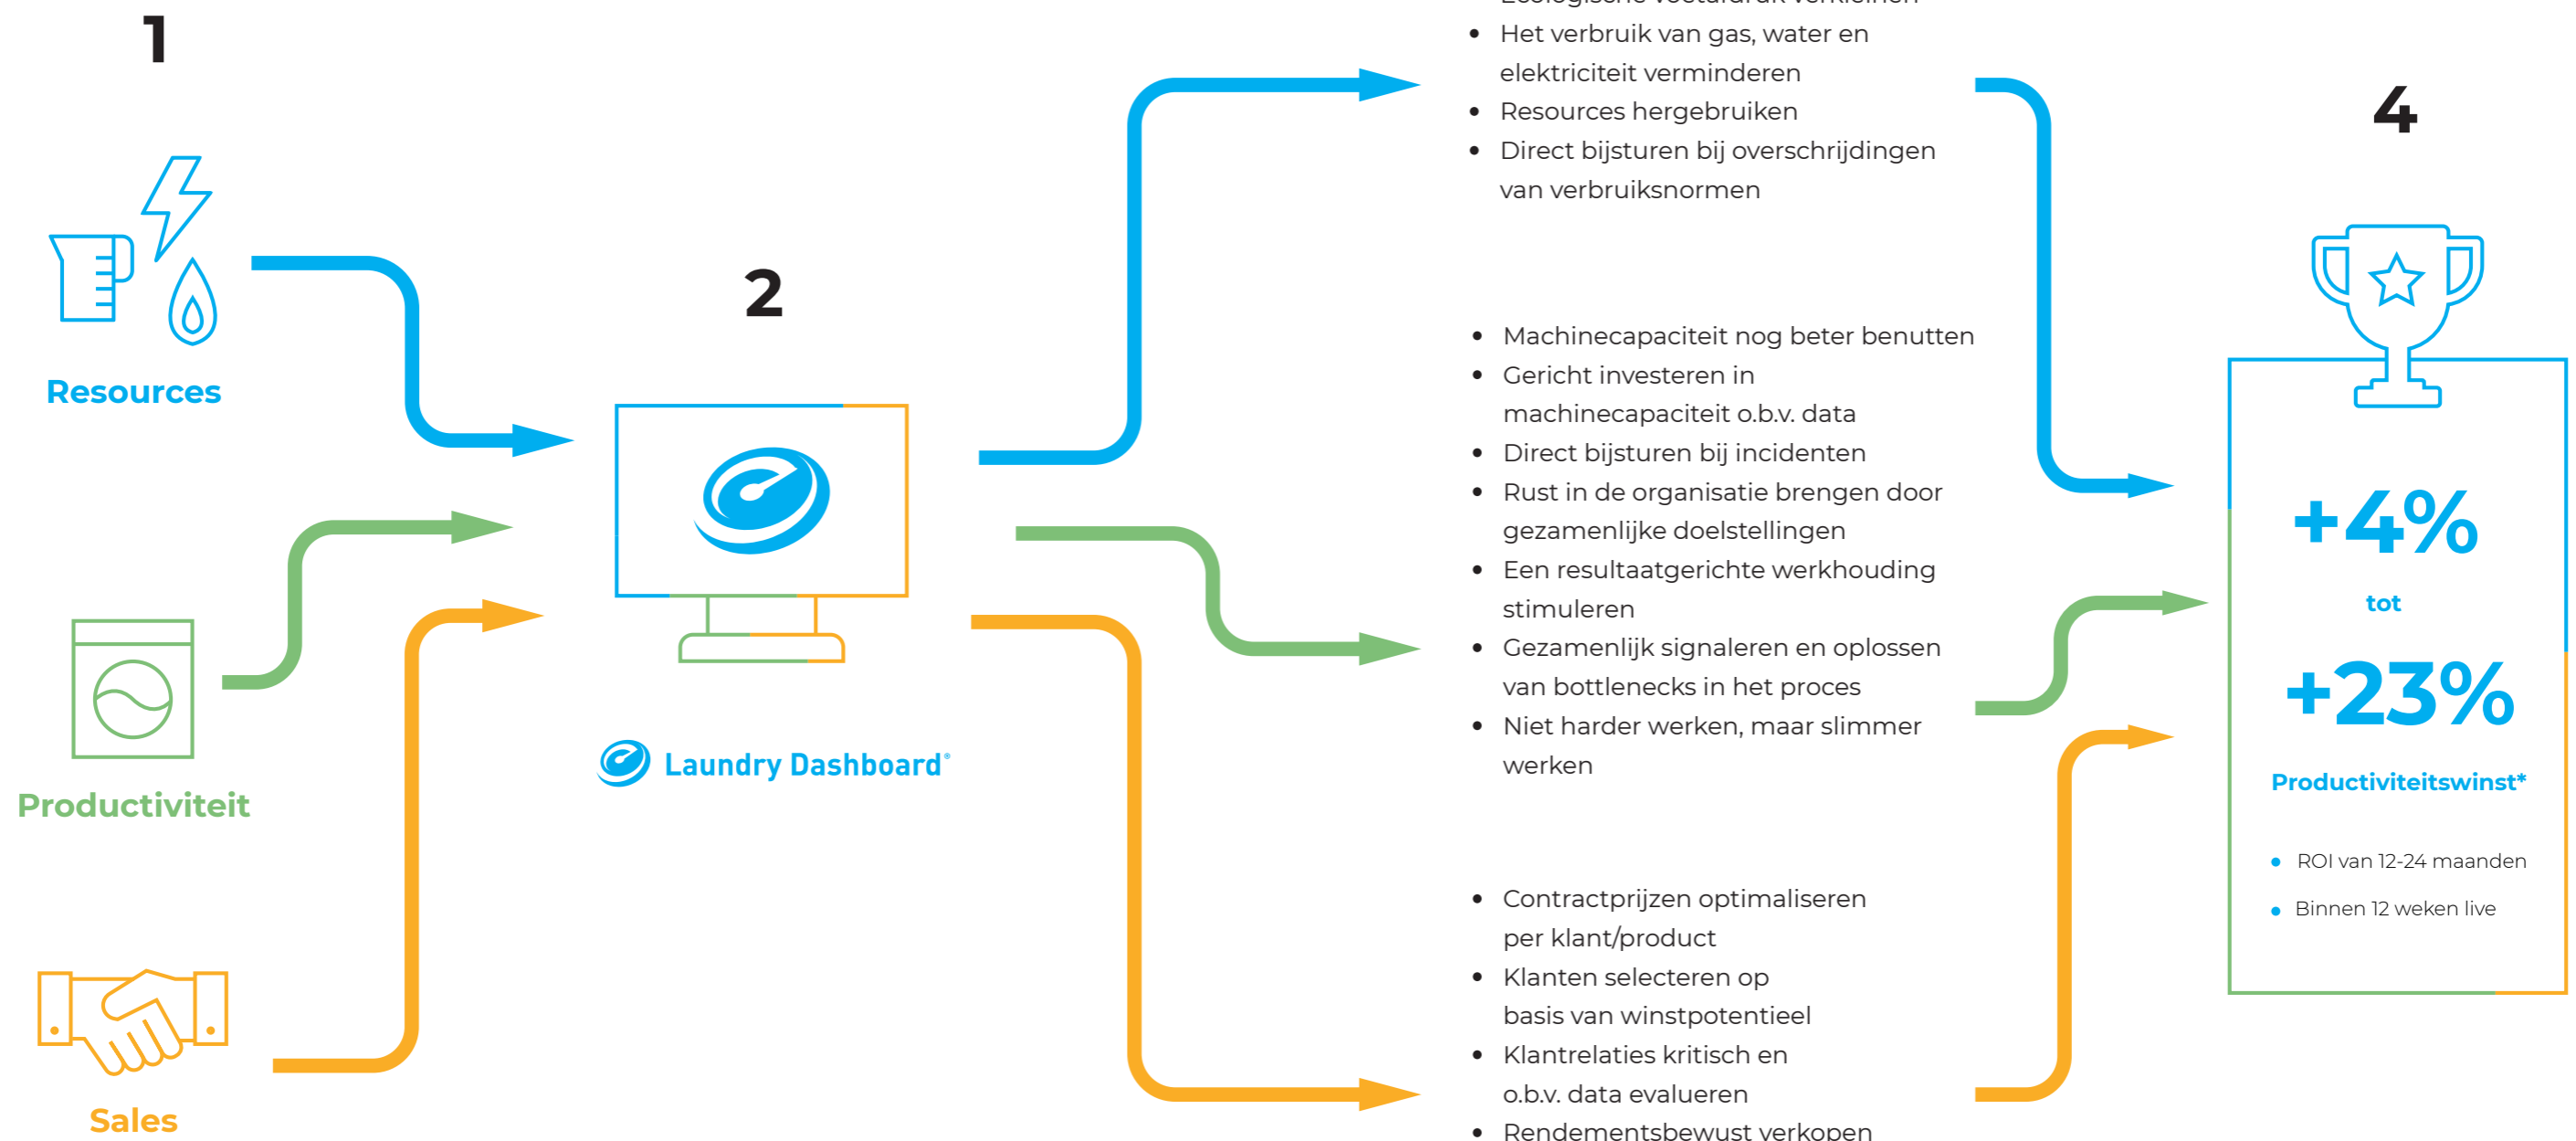 1
Resources
Productiviteit
Sales
2
Laundry Dashboard®
Ecologische voetafdruk verkleinen
• Het verbruik van gas, water en
elektriciteit verminderen
• Resources hergebruiken
• Direct bijsturen bij overschrijdingen
van verbruiksnormen
• Machinecapaciteit nog beter benutten
• Gericht investeren in
machinecapaciteit o.b.v. data
• Direct bijsturen bij incidenten
• Rust in de organisatie brengen door
gezamenlijke doelstellingen
• Een resultaatgerichte werkhouding
stimuleren
• Gezamenlijk signaleren en oplossen
van bottlenecks in het proces
• Niet harder werken, maar slimmer
werken
• Contractprijzen optimaliseren
per klant/product
• Klanten selecteren op
basis van winstpotentieel
• Klantrelaties kritisch en
o.b.v. data evalueren
• Rendementsbewust verkopen
4
+4%
tot
+23%
Productiviteitswinst*
• ROI van 12-24 maanden
• Binnen 12 weken live